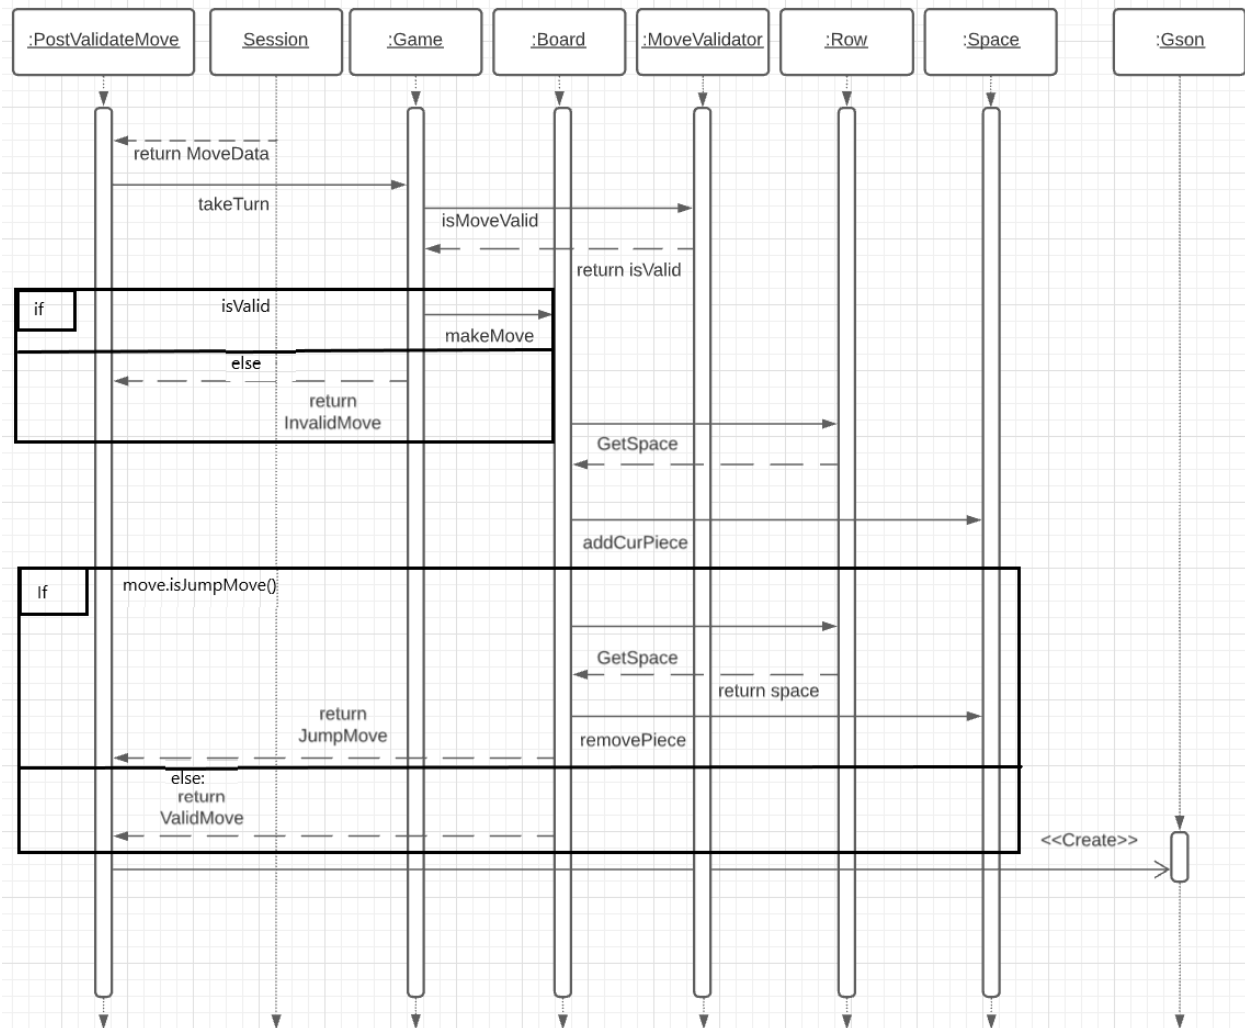 :PostValidateMove
Session
:Game
:Board
:MoveValidator
:Row
:Space
:Gson
return MoveData
takeTurn
isMoveValid
return isValid
if
isValid
makeMove
else
return
InvalidMove
GetSpace
addCurPiece
If
move.isJumpMove()
GetSpace
return space
return
JumpMove
removePiece
else:
return
ValidMove
<<Create>>